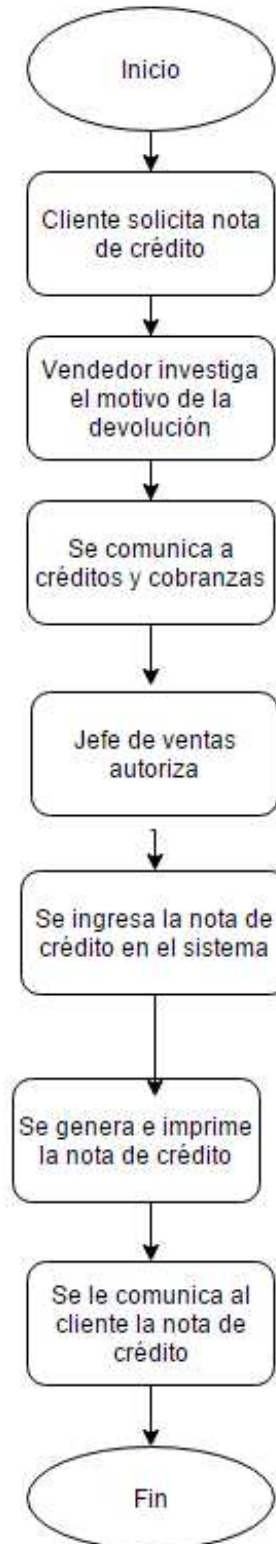 Inicio
Cliente solicita nota
de crédito
Vendedor investiga
el motivo de la
devolución
Se comunica a
créditos y cobranzas
Jefe de ventas
autoriza
Se ingresa la nota de
crédito en el sistema
Se genera e imprime
la nota de crédito
Se le comunica al
cliente la nota de
crédito
Fin